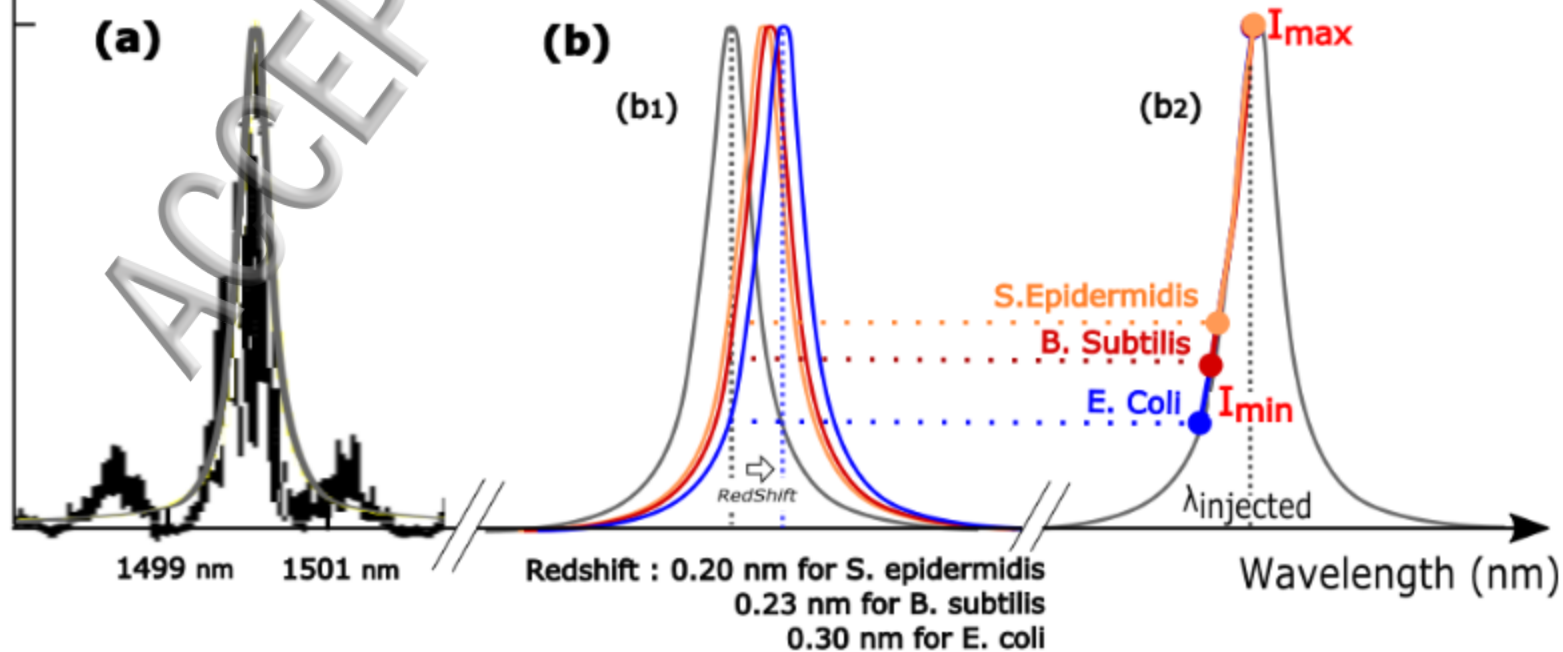 (a)
ACCEP
(b)
(b1)
(b2)
Imax
S.Epidermidis
B. Subtilis
E. Coli
Imin
RedShift
λinjected
1499 nm
1501 nm
Redshift : 0.20 nm for S. epidermidis
0.23 nm for B. subtilis
0.30 nm for E. coli
Wavelength (nm)